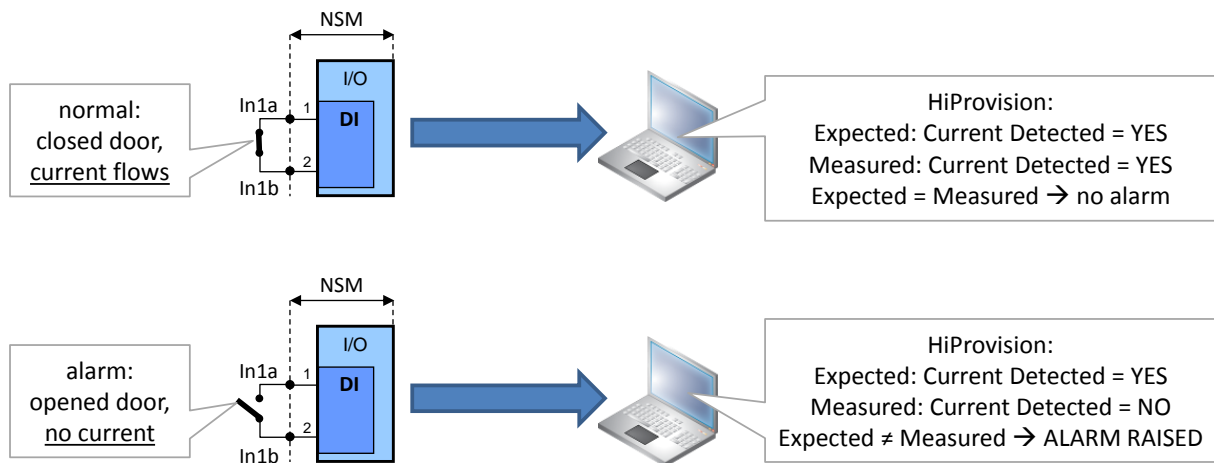 NSM
I/O
DI
In1a
1
2
In1b
normal:
closed door,
current flows
HiProvision:
Expected: Current Detected = YES
Measured: Current Detected = YES
Expected = Measured → no alarm
NSM
I/O
DI
In1a
1
2
In1b
alarm:
opened door,
no current
HiProvision:
Expected: Current Detected = YES
Measured: Current Detected = NO
Expected ≠ Measured → ALARM RAISED